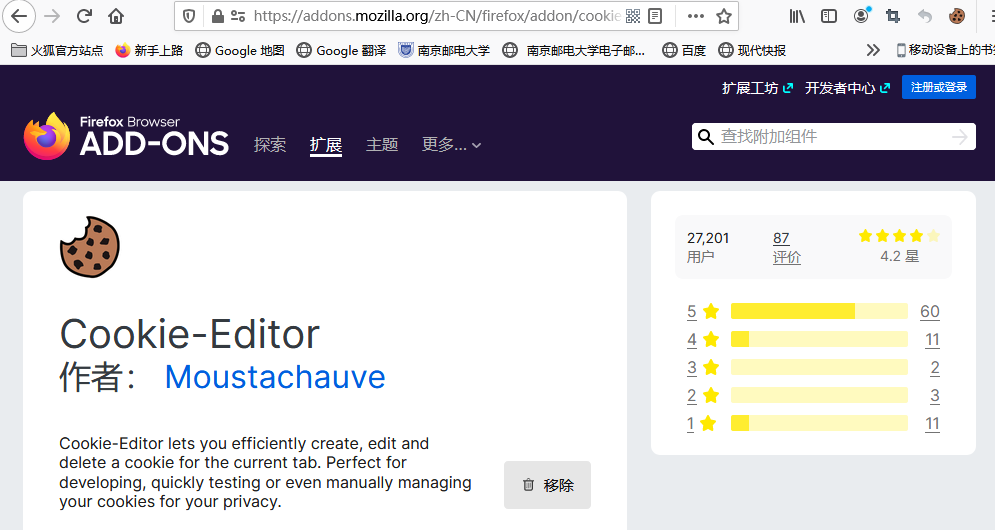 https://addons.mozilla.org/zh-CN/firefox/addon/cookie
火狐官方站点 新手上路 Google 地图 Google 翻译 南京邮电大学 南京邮电大学电子邮... 百度 现代快报 移动设备上的书
扩展工坊 开发者中心 注册或登录
Firefox Browser
ADD-ONS 探索 扩展 主题 更多... 查找附加组件
27,201 87
用户 评价 4.2 星
5 60
4 11
3 2
2 3
1 11
Cookie-Editor
作者： Moustachauve
Cookie-Editor lets you efficiently create, edit and
delete a cookie for the current tab. Perfect for
developing, quickly testing or even manually managing
your cookies for your privacy.
移除